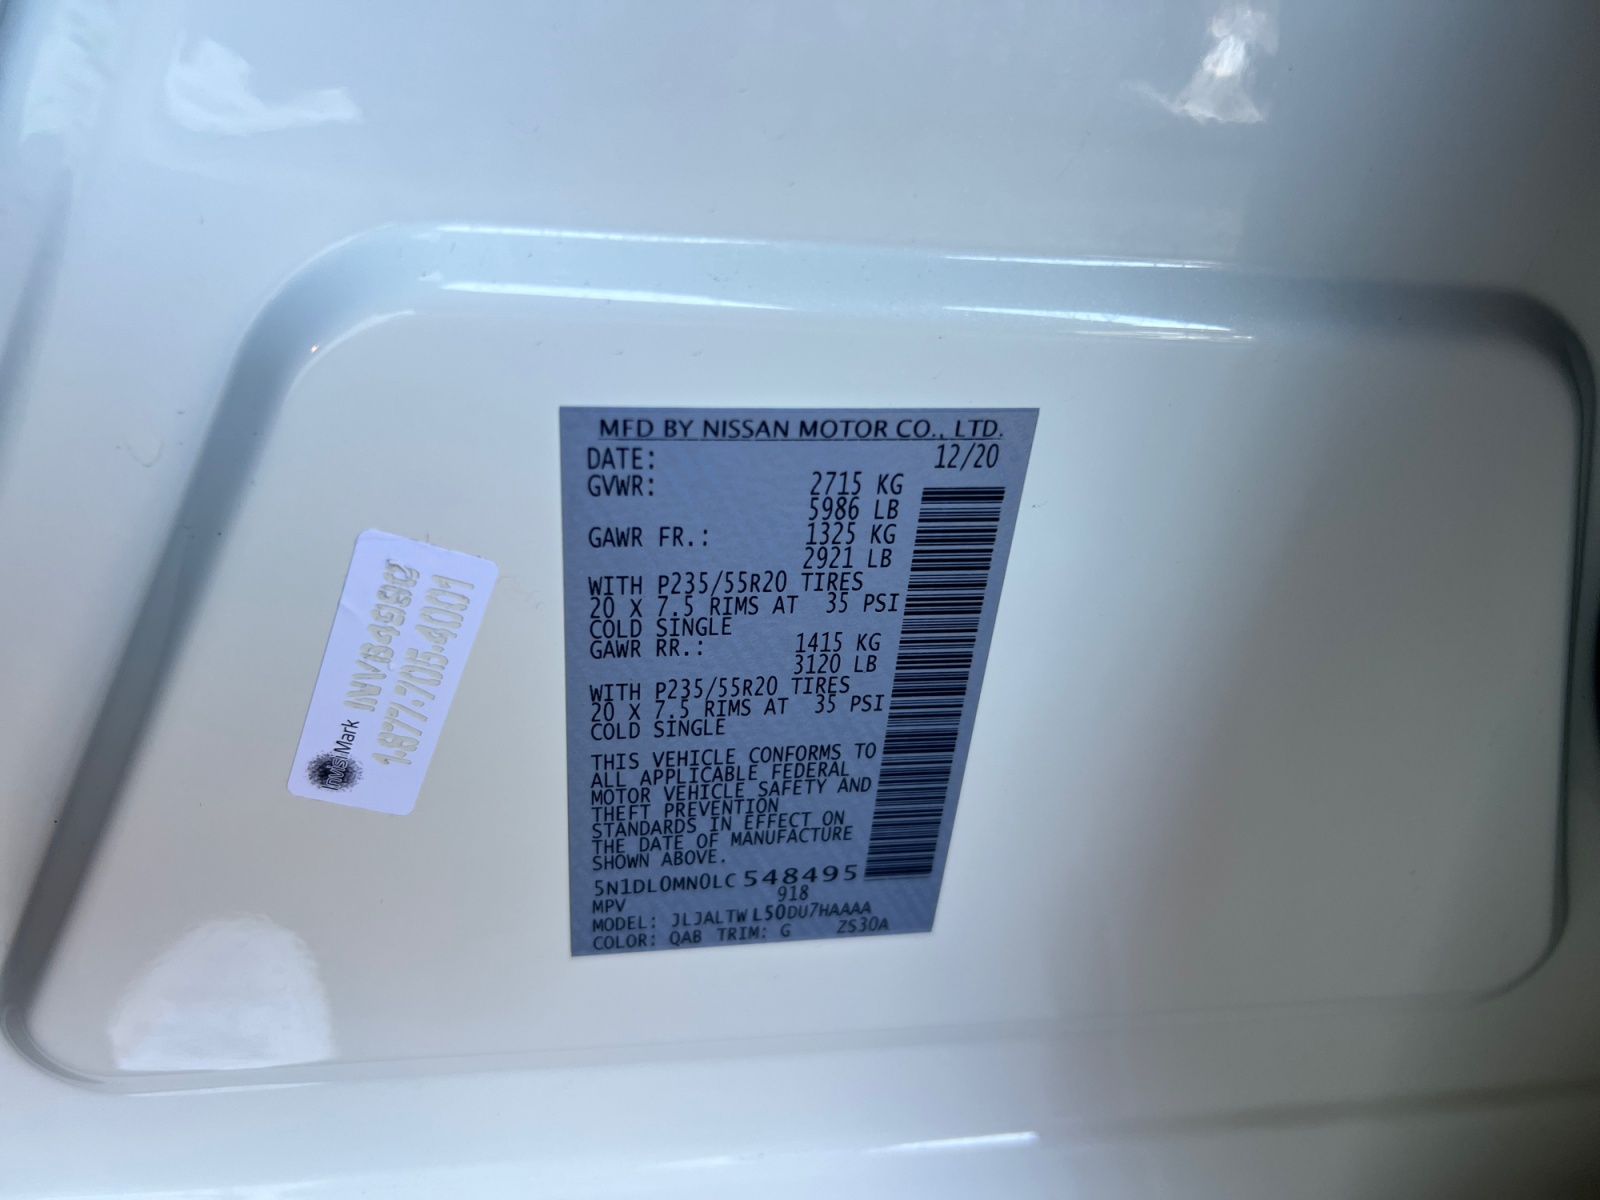 MFD BY NISSAN MOTOR CO., LTD.
DATE: 12/20
GVWR: 2715 KG
5986 LB
GAWR FR.: 1325 KG
2921 LB
WITH P235/55R20 TIRES
20 X 7.5 RIMS AT 35 PSI
COLD SINGLE
GAWR RR.: 1415 KG
3120 LB
WITH P235/55R20 TIRES
20 X 7.5 RIMS AT 35 PSI
COLD SINGLE
THIS VEHICLE CONFORMS TO
ALL APPLICABLE FEDERAL
MOTOR VEHICLE SAFETY AND
THEFT PREVENTION
STANDARDS IN EFFECT ON
THE DATE OF MANUFACTURE
SHOWN ABOVE.
5N1DL0MN0LC548495
MPV 918
MODEL: JLJALTWL50DU7HAAAA
COLOR: QAB TRIM: G ZS30A
Mark
1.877.705.4001